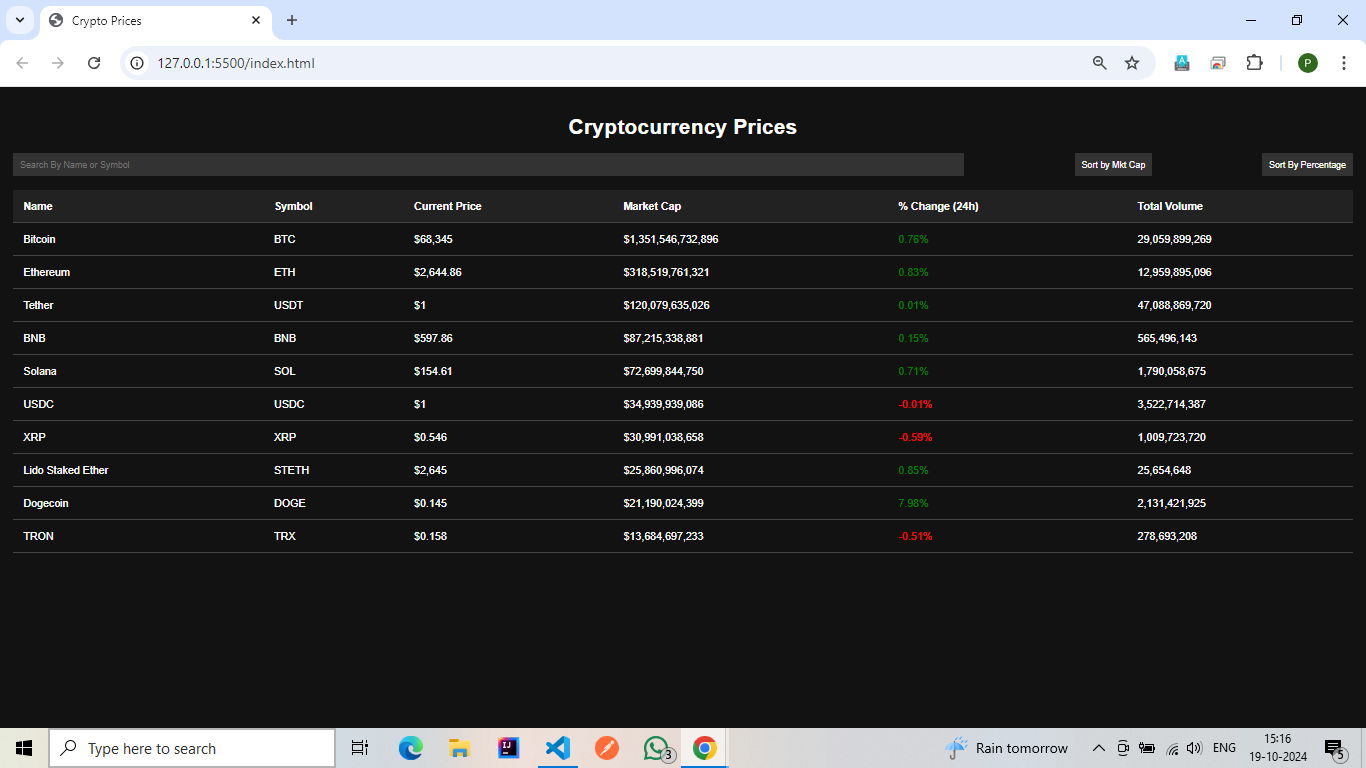 Crypto Prices
127.0.0.1:5500/index.html
P
Cryptocurrency Prices
Search By Name or Symbol Sort by Mkt Cap Sort By Percentage
Name Symbol Current Price Market Cap % Change (24h) Total Volume
Bitcoin BTC $68,345 $1,351,546,732,896 0.76% 29,059,899,269
Ethereum ETH $2,644.86 $318,519,761,321 0.83% 12,959,895,096
Tether USDT $1 $120,079,635,026 0.01% 47,088,869,720
BNB BNB $597.86 $87,215,338,881 0.15% 565,496,143
Solana SOL $154.61 $72,699,844,750 0.71% 1,790,058,675
USDC USDC $1 $34,939,939,086 -0.01% 3,522,714,387
XRP XRP $0.546 $30,991,038,658 -0.59% 1,009,723,720
Lido Staked Ether STETH $2,645 $25,860,996,074 0.85% 25,654,648
Dogecoin DOGE $0.145 $21,190,024,399 7.98% 2,131,421,925
TRON TRX $0.158 $13,684,697,233 -0.51% 278,693,208
Type here to search IJ 3 Rain tomorrow ENG 15:16
19-10-2024 5